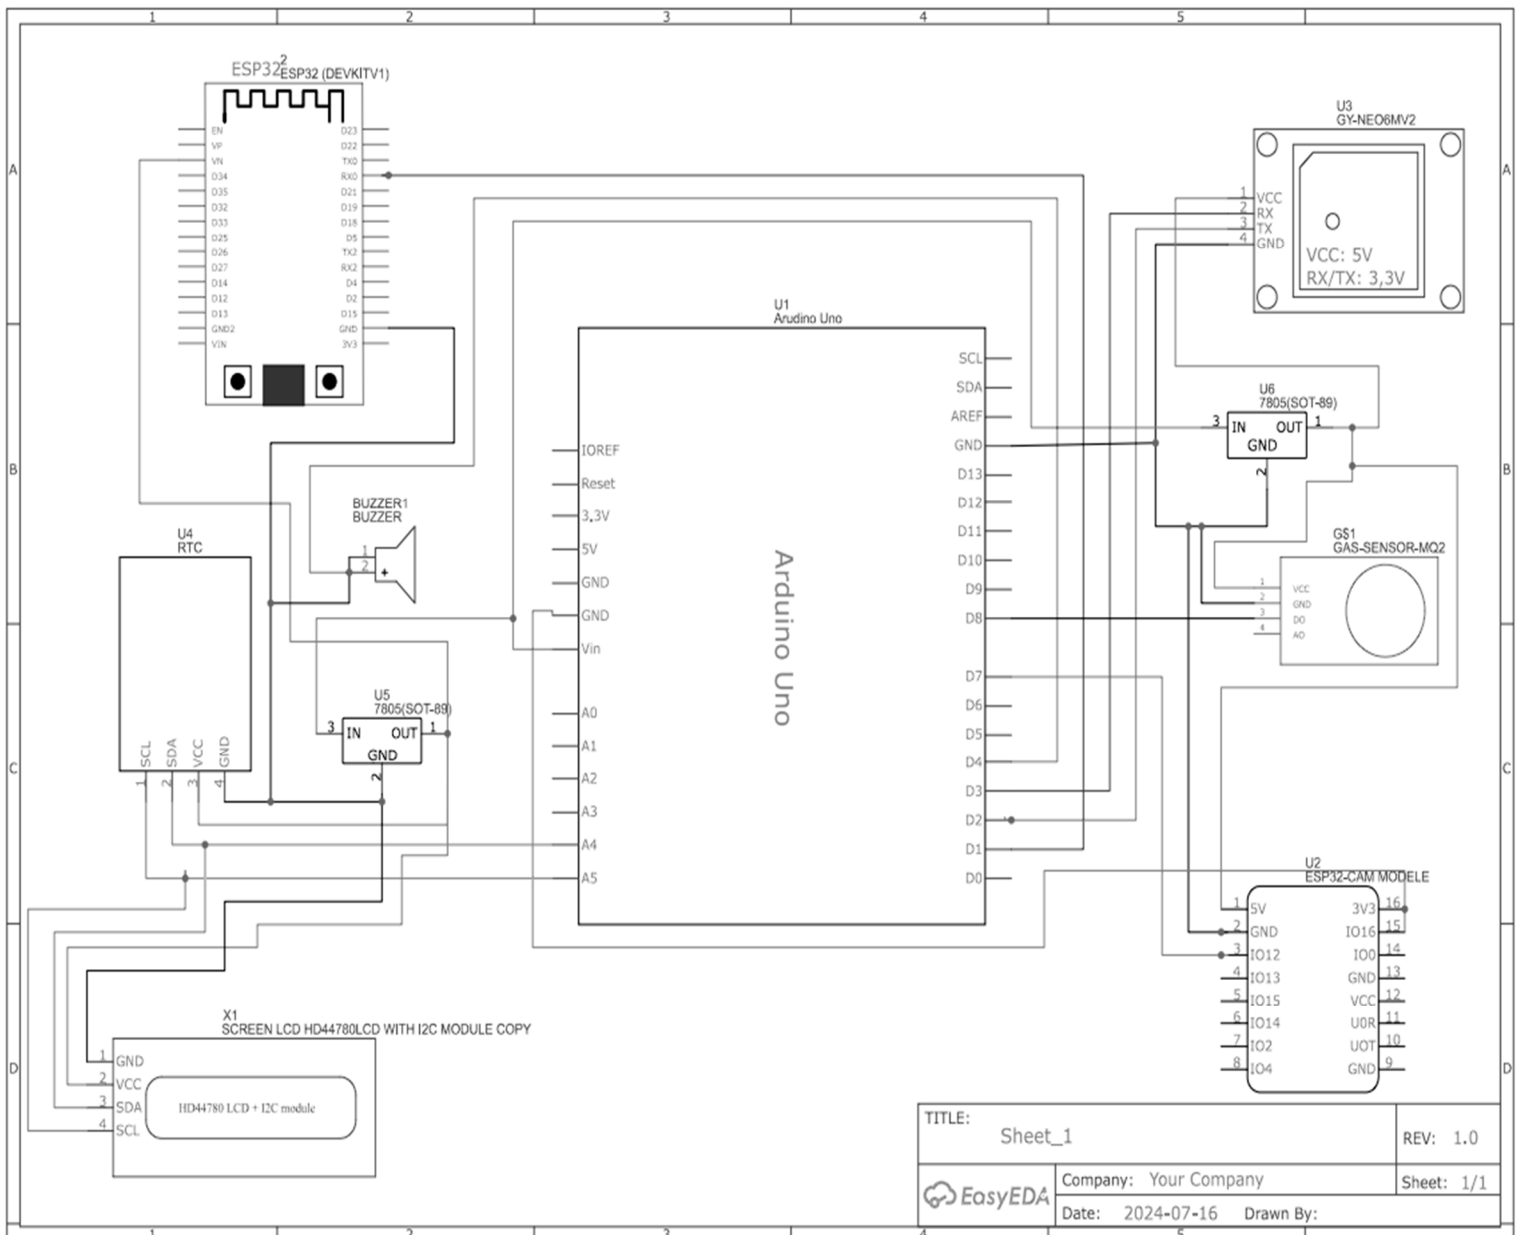 1 2 3 4 5
A
B
C
D
A
B
C
D
ESP32
2
ESP32 (DEVKITV1)
EN D23
VP D22
VN TX0
D34 RX0
D35 D21
D32 D19
D33 D18
D25 D5
D26 TX2
D27 RX2
D14 D4
D12 D2
D13 D15
GND2 GND
VIN 3V3
U3
GY-NEO6MV2
1 VCC
2 RX
3 TX
4 GND
VCC: 5V
RX/TX: 3,3V
U1
Arudino Uno
IOREF
Reset
3,3V
5V
GND
GND
Vin
A0
A1
A2
A3
A4
A5
Arduino Uno
SCL
SDA
AREF
GND
D13
D12
D11
D10
D9
D8
D7
D6
D5
D4
D3
D2
D1
D0
U6
7805(SOT-89)
3 IN OUT 1
GND
2
BUZZER1
BUZZER
1
2 +
U4
RTC
SCL SDA VCC GND
1 2 3 4
G$1
GAS-SENSOR-MQ2
1 VCC
2 GND
3 DO
4 AO
U5
7805(SOT-89)
3 IN OUT 1
GND
2
U2
ESP32-CAM MODELE
1 5V 3V3 16
2 GND IO16 15
3 IO12 IO0 14
4 IO13 GND 13
5 IO15 VCC 12
6 IO14 U0R 11
7 IO2 UOT 10
8 IO4 GND 9
X1
SCREEN LCD HD44780LCD WITH I2C MODULE COPY
1 GND
2 VCC
3 SDA
4 SCL
HD44780 LCD + I2C module
TITLE:
Sheet_1
REV: 1.0
EasyEDA
Company: Your Company
Sheet: 1/1
Date: 2024-07-16 Drawn By:
1 2 3 4 5